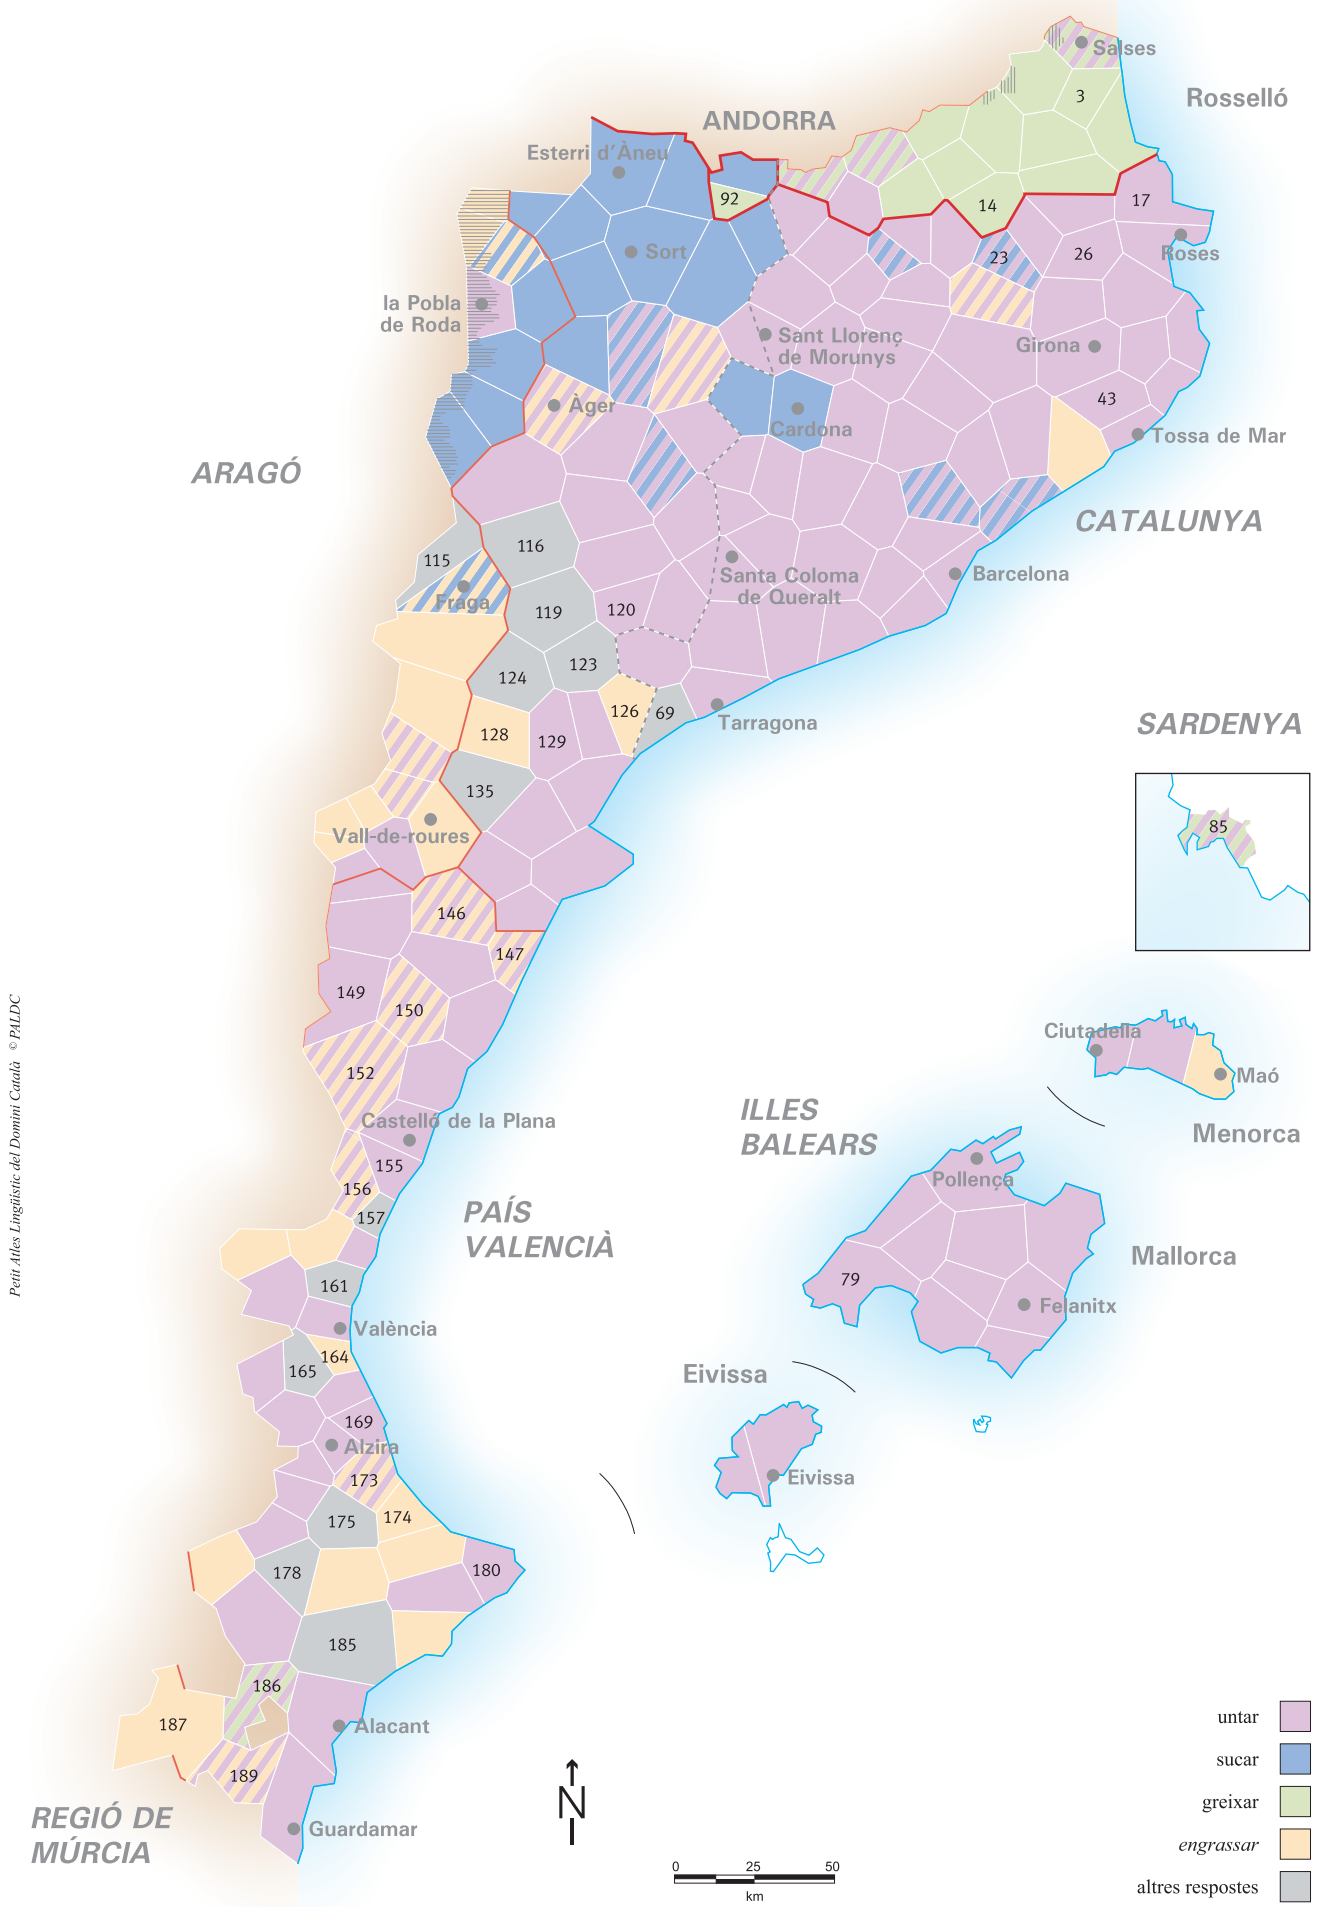 Salses
3
Rosselló
ANDORRA
Esterri d'Àneu
92
14
17
Sort
23
26
Roses
la Pobla
de Roda
Sant Llorenç
de Morunys
Girona
Àger
43
Cardona
Tossa de Mar
ARAGÓ
CATALUNYA
115
116
Santa Coloma
de Queralt
Barcelona
Fraga
119
120
124
123
126
69
Tarragona
128
129
SARDENYA
135
85
Vall-de-roures
146
147
149
150
Ciutadella
152
Maó
Castelló de la Plana
ILLES
BALEARS
Menorca
155
156
Pollença
157
PAÍS
VALENCIÀ
Mallorca
161
79
Felanitx
València
164
165
Eivissa
169
Alzira
173
Eivissa
175
174
178
180
185
186
187
Alacant
189
REGIÓ DE
MÚRCIA
Guardamar
N
0 25 50
km
untar
sucar
greixar
engrassar
altres respostes
Petit Atles Lingüístic del Domini Català © PALDC